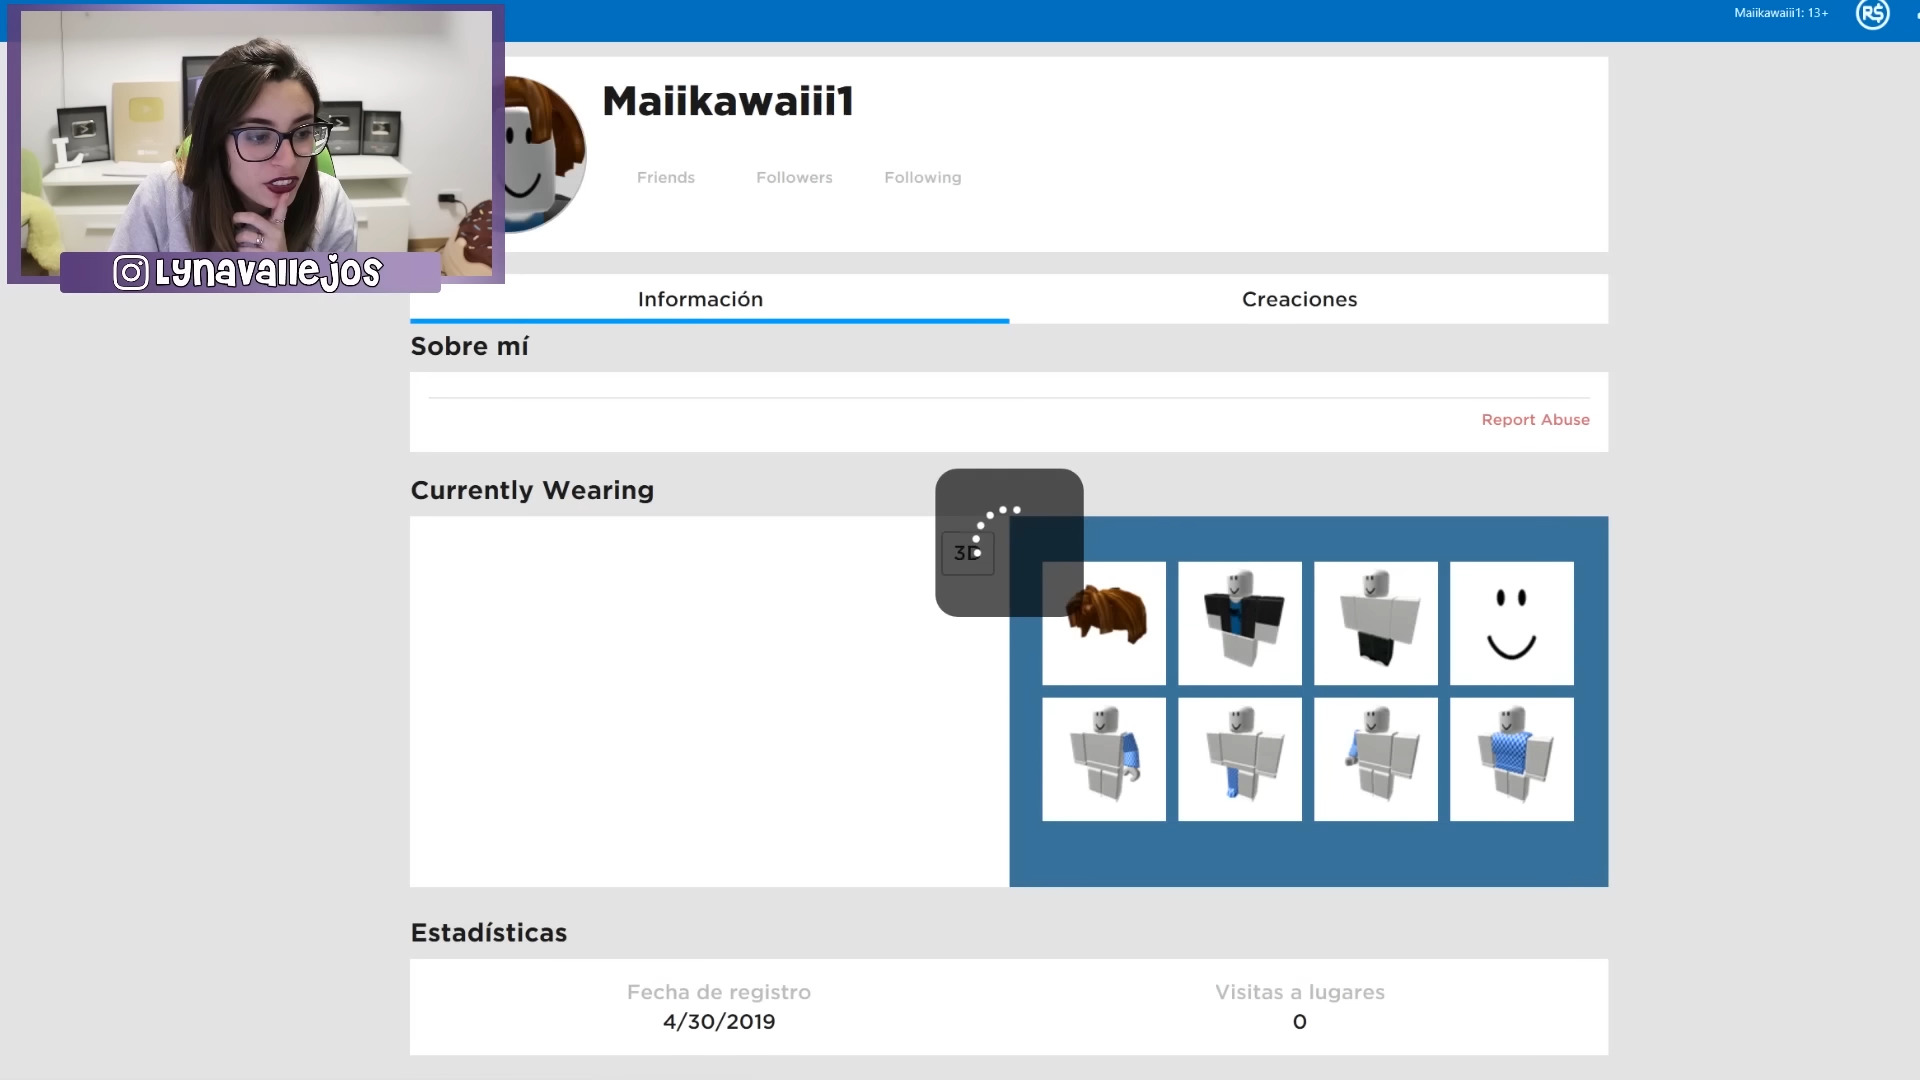 Maiikawaiii1: 13+
R$
Maiikawaiii1
Friends Followers Following
L
Lynavallejos
Información Creaciones
Sobre mí
Report Abuse
Currently Wearing
3D
Estadísticas
Fecha de registro Visitas a lugares
4/30/2019 0